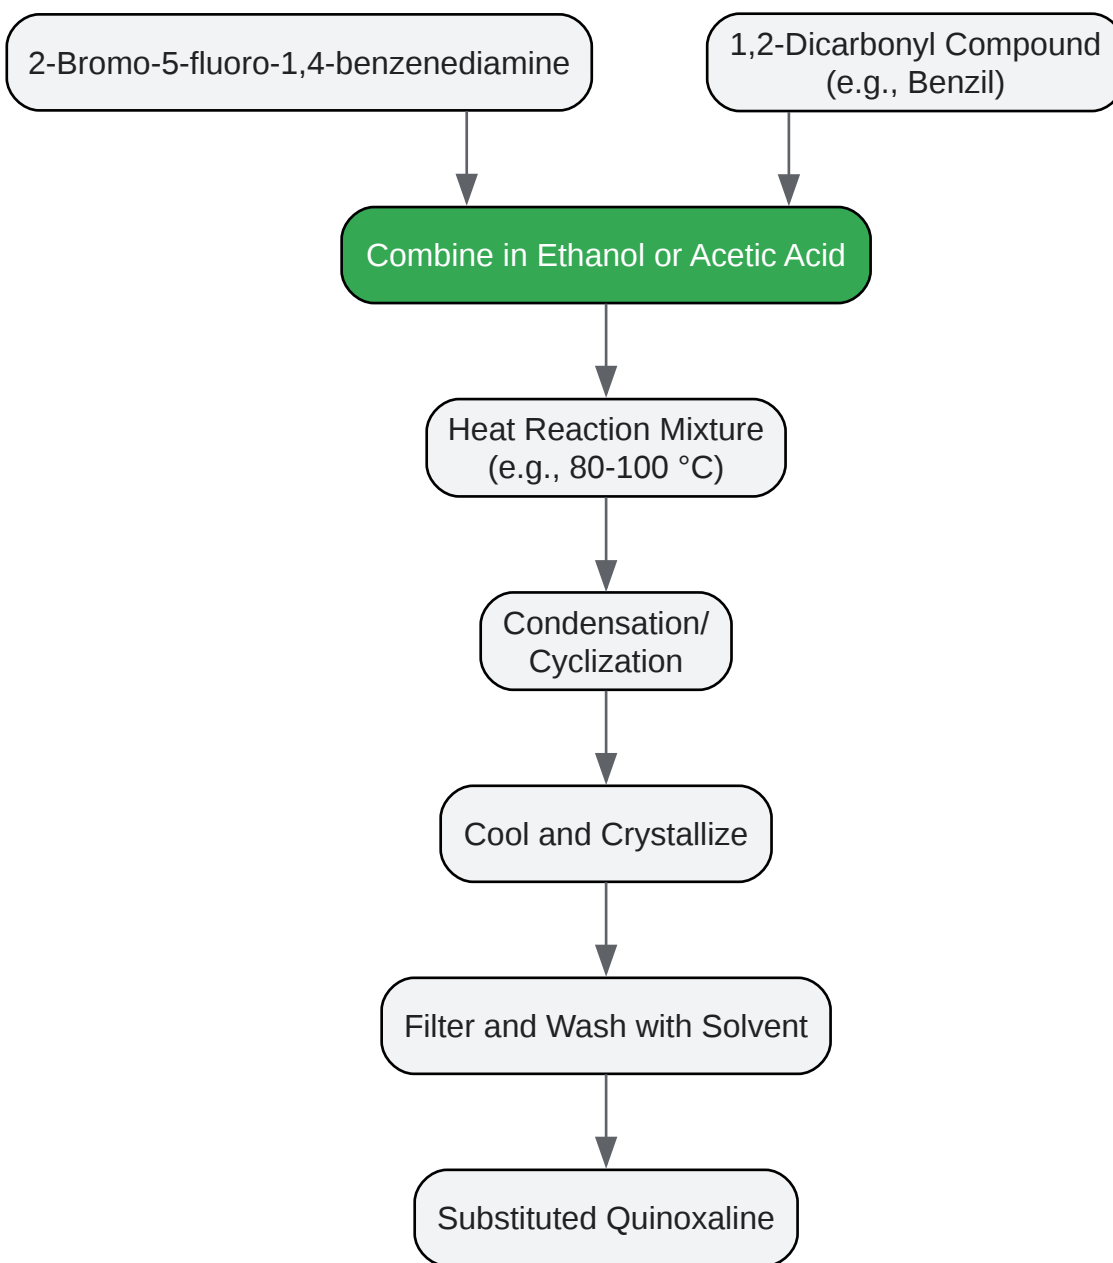 2-Bromo-5-fluoro-1,4-benzenediamine
1,2-Dicarbonyl Compound
(e.g., Benzil)
Combine in Ethanol or Acetic Acid
Heat Reaction Mixture
(e.g., 80-100 °C)
Condensation/
Cyclization
Cool and Crystallize
Filter and Wash with Solvent
Substituted Quinoxaline